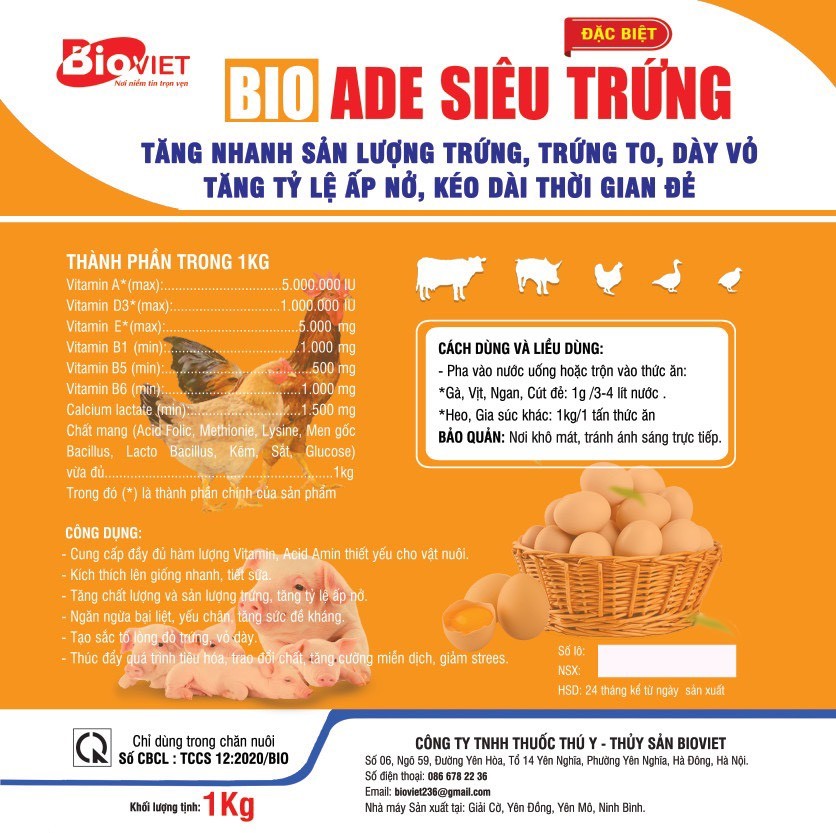 BioVIET
Nơi niềm tin trọn vẹn
ĐẶC BIỆT
BIO ADE SIÊU TRỨNG
TĂNG NHANH SẢN LƯỢNG TRỨNG, TRỨNG TO, DÀY VỎ
TĂNG TỶ LỆ ẤP NỞ, KÉO DÀI THỜI GIAN ĐẺ
THÀNH PHẦN TRONG 1KG
Vitamin A*(max):..........................5.000.000 IU
Vitamin D3*(max):........................1.000.000 IU
Vitamin E*(max):..............................5.000 mg
Vitamin B1 (min):.............................1.000 mg
Vitamin B5 (min):................................500 mg
Vitamin B6 (min):.............................1.000 mg
Calcium lactate (min):......................1.500 mg
Chất mang (Acid Folic, Methionie, Lysine, Men gốc
Bacillus, Lacto Bacillus, Kẽm, Sắt, Glucose)
vừa đủ................................................1kg
Trong đó (*) là thành phần chính của sản phẩm
CÔNG DỤNG:
- Cung cấp đầy đủ hàm lượng Vitamin, Acid Amin thiết yếu cho vật nuôi.
- Kích thích lên giống nhanh, tiết sữa.
- Tăng chất lượng và sản lượng trứng, tăng tỷ lệ ấp nở.
- Ngăn ngừa bại liệt, yếu chân, tăng sức đề kháng.
- Tạo sắc tố lòng đỏ trứng, vỏ dày.
- Thúc đẩy quá trình tiêu hóa, trao đổi chất, tăng cường miễn dịch, giảm strees.
CÁCH DÙNG VÀ LIỀU DÙNG:
- Pha vào nước uống hoặc trộn vào thức ăn:
*Gà, Vịt, Ngan, Cút đẻ: 1g /3-4 lít nước .
*Heo, Gia súc khác: 1kg/1 tấn thức ăn
BẢO QUẢN: Nơi khô mát, tránh ánh sáng trực tiếp.
Số lô:
NSX:
HSD: 24 tháng kể từ ngày sản xuất
Chỉ dùng trong chăn nuôi
Số CBCL : TCCS 12:2020/BIO
Khối lượng tịnh: 1Kg
CÔNG TY TNHH THUỐC THÚ Y - THỦY SẢN BIOVIET
Số 06, Ngõ 59, Đường Yên Hòa, Tổ 14 Yên Nghĩa, Phường Yên Nghĩa, Hà Đông, Hà Nội.
Số điện thoại: 086 678 22 36
Email: bioviet236@gmail.com
Nhà máy Sản xuất tại: Giải Cờ, Yên Đồng, Yên Mô, Ninh Bình.